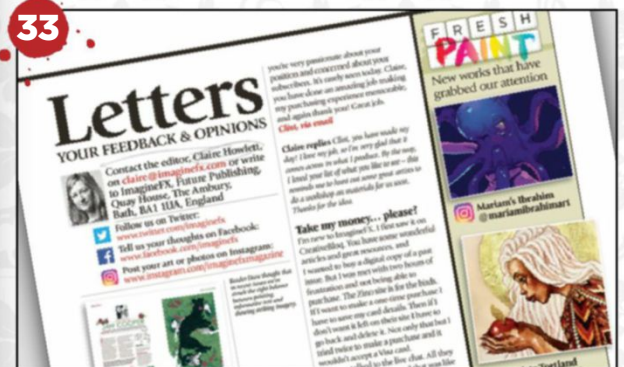 33
Letters
YOUR FEEDBACK & OPINIONS
Contact the editor, Claire Howlett,
on claire@imaginefx.com or write
to ImagineFX, Future Publishing,
Quay House, The Ambury,
Bath, BA1 1UA, England
Follow us on Twitter:
www.twitter.com/imaginefx
Tell us your thoughts on Facebook:
www.facebook.com/imaginefx
Post your art or photos on Instagram:
www.instagram.com/imaginefxmagazine
you're very passionate about your
position and concerned about your
subscribers. It's rarely seen today. Claire,
you have done an amazing job making
my purchasing experience memorable,
and again thank you! Great job.
Clint, via email
Claire replies Clint, you have made my
day! I love my job, so I'm very glad that it
comes across in what I produce. By the way,
I loved your list of what you like to see – this
reminds me to hunt out some great artists to
do a workshop on materials for us soon.
Thanks for the idea.
Take my money… please?
I'm new to ImagineFX. I first saw it on
Creative Bloq. You have some wonderful
articles and great resources, and
I wanted to buy a digital copy of a past
issue. But I was met with two hours of
frustration and not being able to
purchase. The Zinio site is for the birds.
If I want to make a one-time purchase I
have to save my card details. Then if I
don't want it left on their site I have to
go back and delete it. Not only that but I
tried twice to make a purchase and it
wouldn't accept a Visa card.
to the live chat. All they
was like
FRESH
PAINT
New works that have
grabbed our attention
Mariam's Ibrahim
@mariamibrahimart